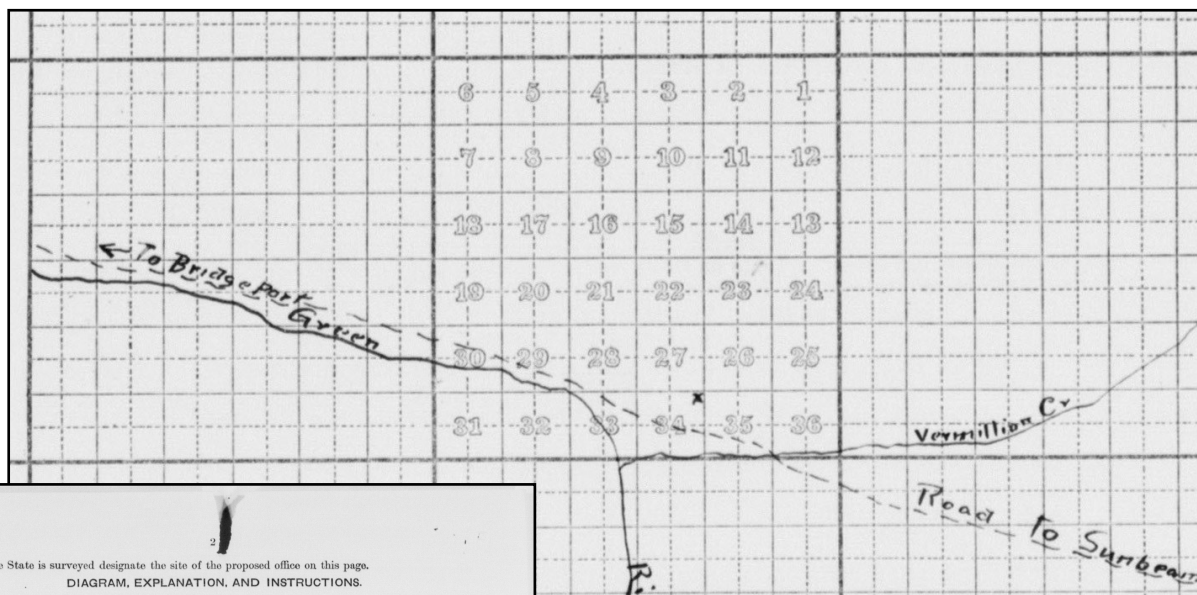 6 5 4 3 2 1
7 8 9 10 11 12
18 17 16 15 14 13
← To Bridgeport
19 20 21 22 23 24
Green
30 29 28 27 26 25
x
31 32 33 34 35 36
Vermillion Cr
Road To Sunbeam
Ri
2
e State is surveyed designate the site of the proposed office on this page.
DIAGRAM, EXPLANATION, AND INSTRUCTIONS.